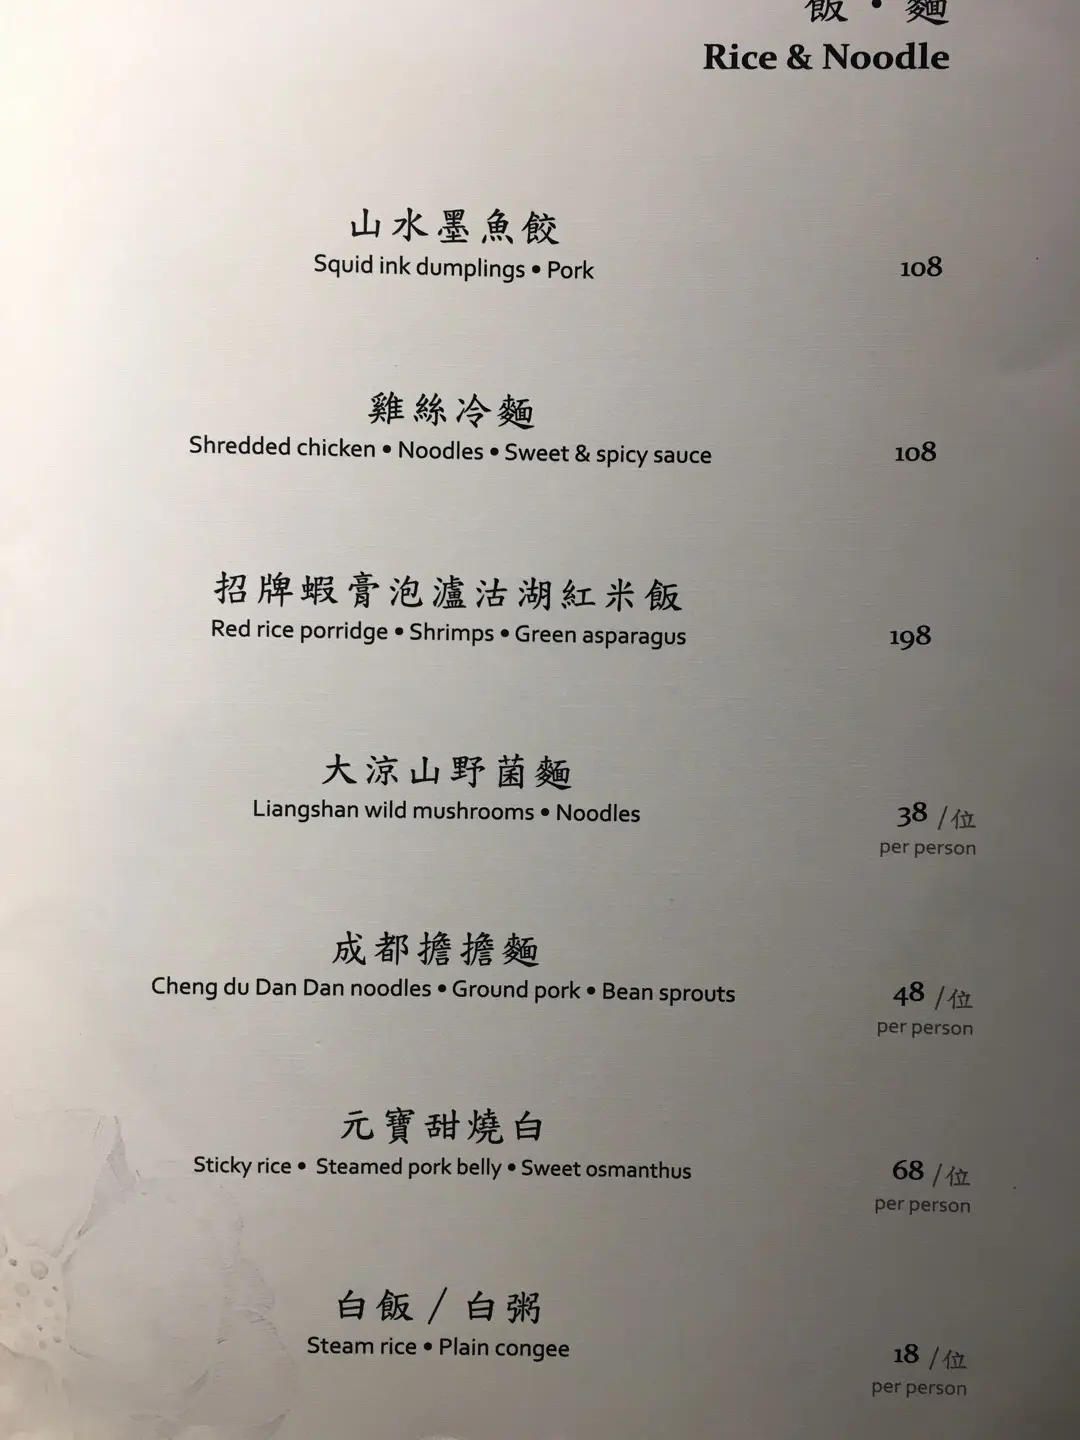 飯・麵
Rice & Noodle
山水墨魚餃
Squid ink dumplings • Pork
108
雞絲冷麵
Shredded chicken • Noodles • Sweet & spicy sauce
108
招牌蝦膏泡瀘沽湖紅米飯
Red rice porridge • Shrimps • Green asparagus
198
大涼山野菌麵
Liangshan wild mushrooms • Noodles
38 /位
per person
成都擔擔麵
Cheng du Dan Dan noodles • Ground pork • Bean sprouts
48 /位
per person
元寶甜燒白
Sticky rice • Steamed pork belly • Sweet osmanthus
68 /位
per person
白飯 / 白粥
Steam rice • Plain congee
18 /位
per person